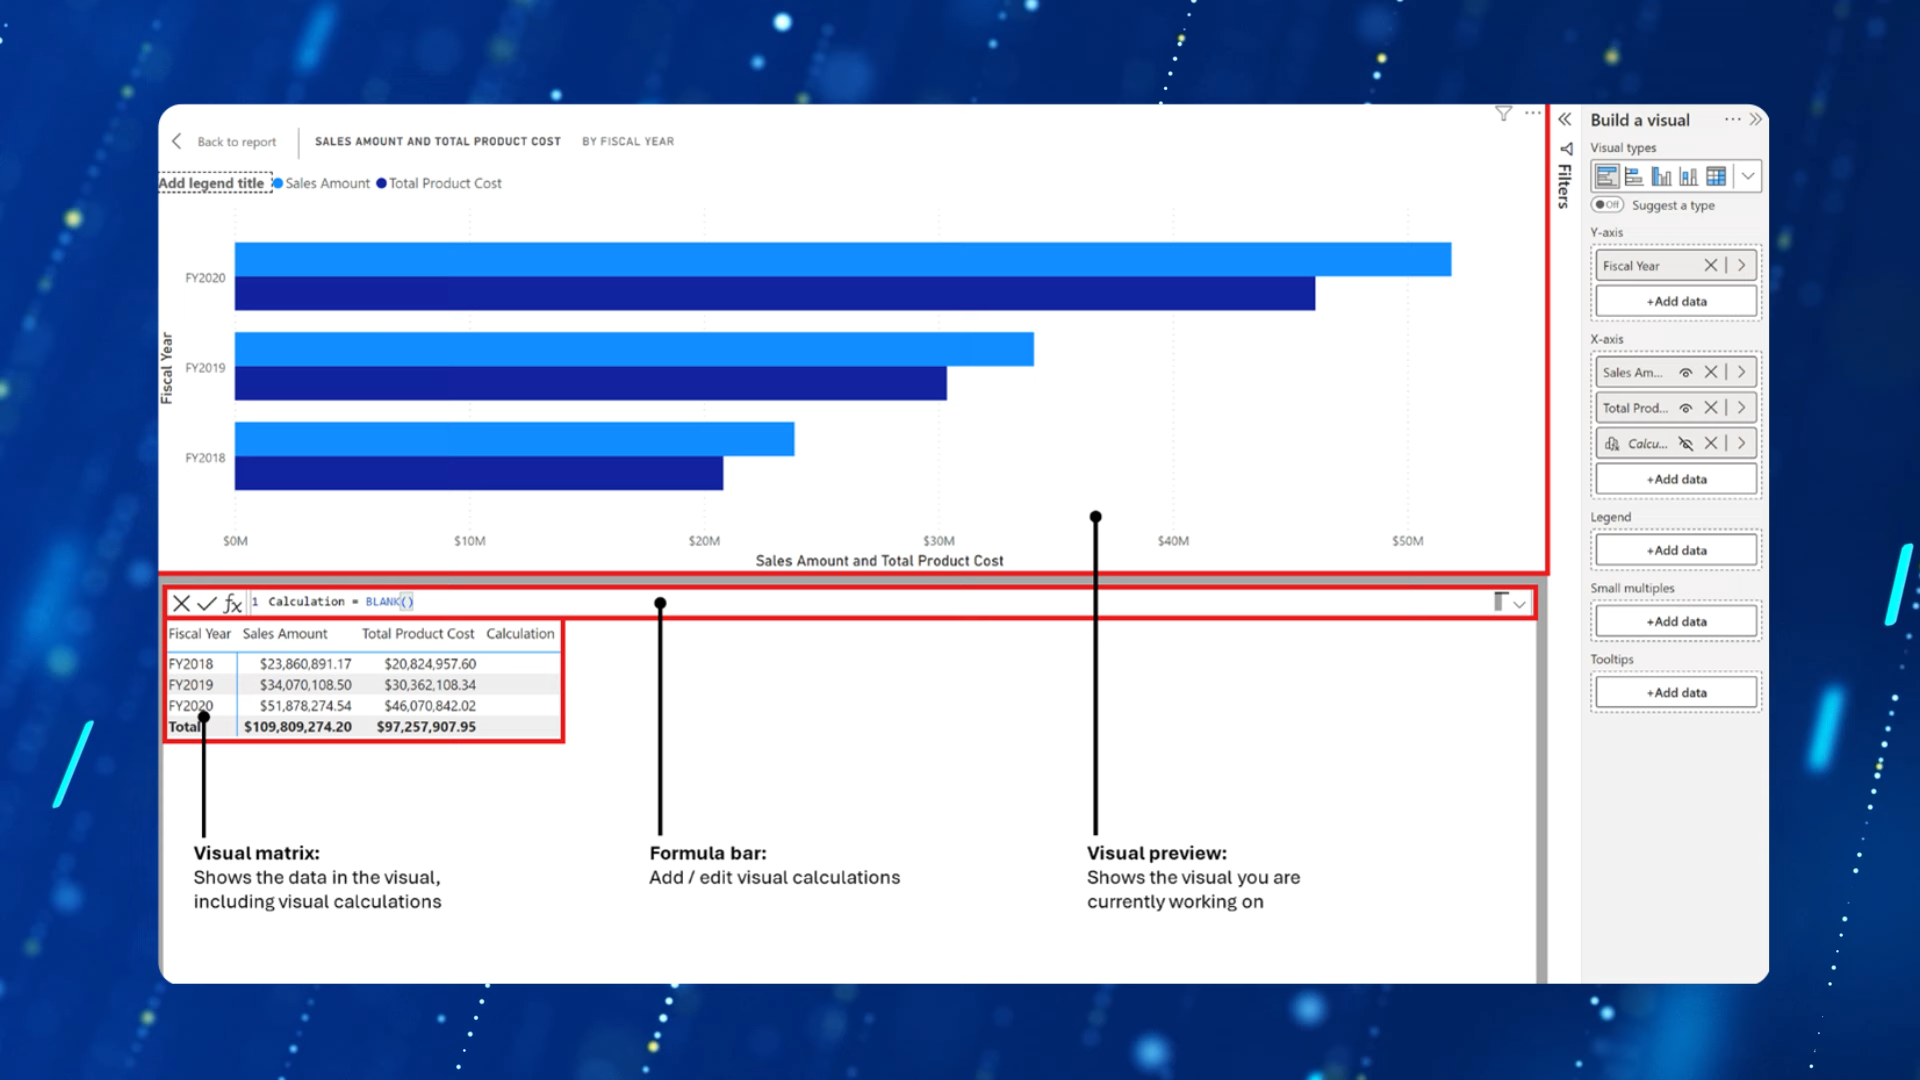 Back to report
SALES AMOUNT AND TOTAL PRODUCT COST BY FISCAL YEAR
Add legend title Sales Amount Total Product Cost
Fiscal Year
FY2020
FY2019
FY2018
$0M $10M $20M $30M $40M $50M
Sales Amount and Total Product Cost
1 Calculation = BLANK()
Fiscal Year Sales Amount Total Product Cost Calculation
FY2018 $23,860,891.17 $20,824,957.60
FY2019 $34,070,108.50 $30,362,108.34
FY2020 $51,878,274.54 $46,070,842.02
Total $109,809,274.20 $97,257,907.95
Visual matrix:
Shows the data in the visual,
including visual calculations
Formula bar:
Add / edit visual calculations
Visual preview:
Shows the visual you are
currently working on
Filters
Build a visual
Visual types
Off Suggest a type
Y-axis
Fiscal Year
+Add data
X-axis
Sales Am...
Total Prod...
Calcu...
+Add data
Legend
+Add data
Small multiples
+Add data
Tooltips
+Add data